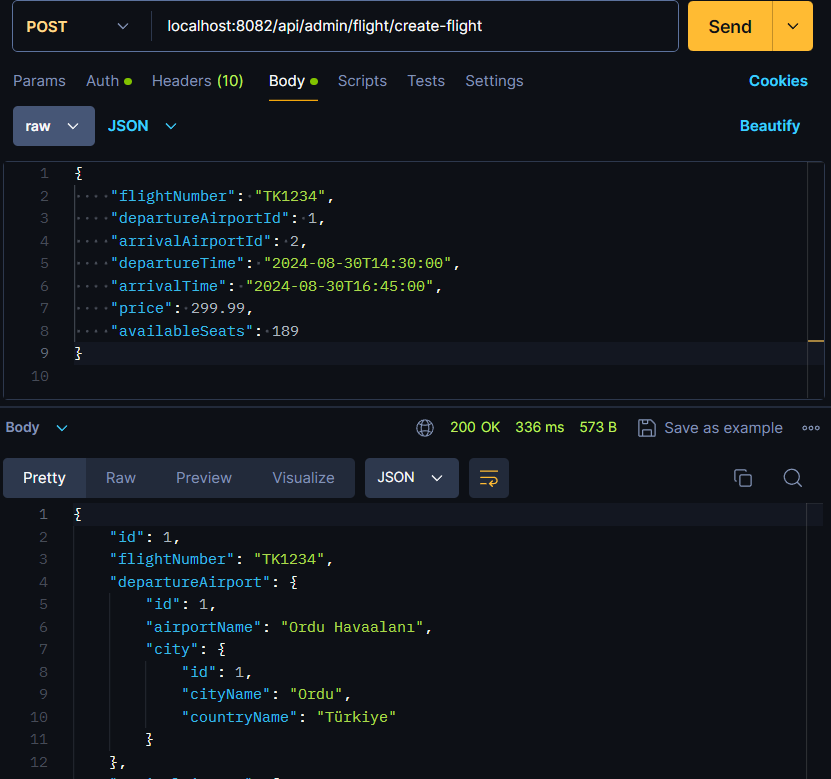 POST localhost:8082/api/admin/flight/create-flight Send
Params Auth Headers (10) Body Scripts Tests Settings Cookies
raw JSON Beautify
1 {
2 "flightNumber": "TK1234",
3 "departureAirportId": 1,
4 "arrivalAirportId": 2,
5 "departureTime": "2024-08-30T14:30:00",
6 "arrivalTime": "2024-08-30T16:45:00",
7 "price": 299.99,
8 "availableSeats": 189
9 }
10
Body 200 OK 336 ms 573 B Save as example
Pretty Raw Preview Visualize JSON
1 {
2 "id": 1,
3 "flightNumber": "TK1234",
4 "departureAirport": {
5 "id": 1,
6 "airportName": "Ordu Havaalanı",
7 "city": {
8 "id": 1,
9 "cityName": "Ordu",
10 "countryName": "Türkiye"
11 }
12 },